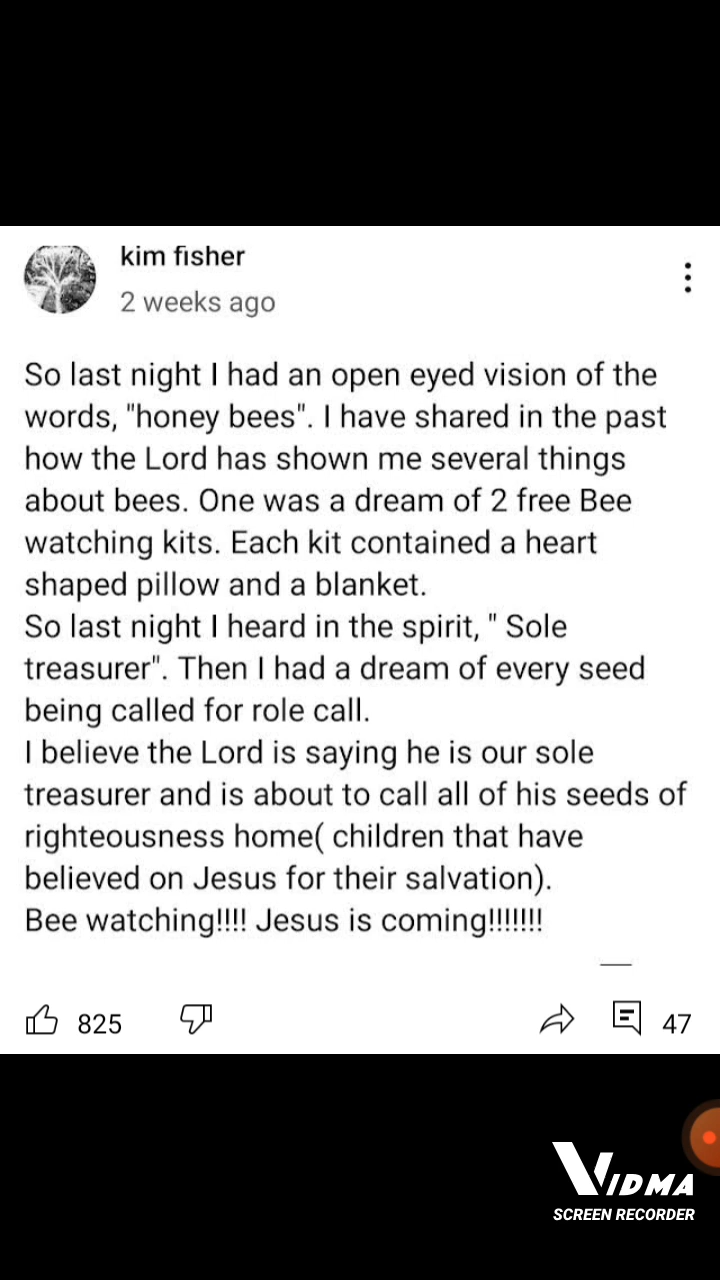 kim fisher
2 weeks ago
So last night I had an open eyed vision of the
words, "honey bees". I have shared in the past
how the Lord has shown me several things
about bees. One was a dream of 2 free Bee
watching kits. Each kit contained a heart
shaped pillow and a blanket.
So last night I heard in the spirit, " Sole
treasurer". Then I had a dream of every seed
being called for role call.
I believe the Lord is saying he is our sole
treasurer and is about to call all of his seeds of
righteousness home( children that have
believed on Jesus for their salvation).
Bee watching!!!! Jesus is coming!!!!!!!
825
47
VIDMA
SCREEN RECORDER